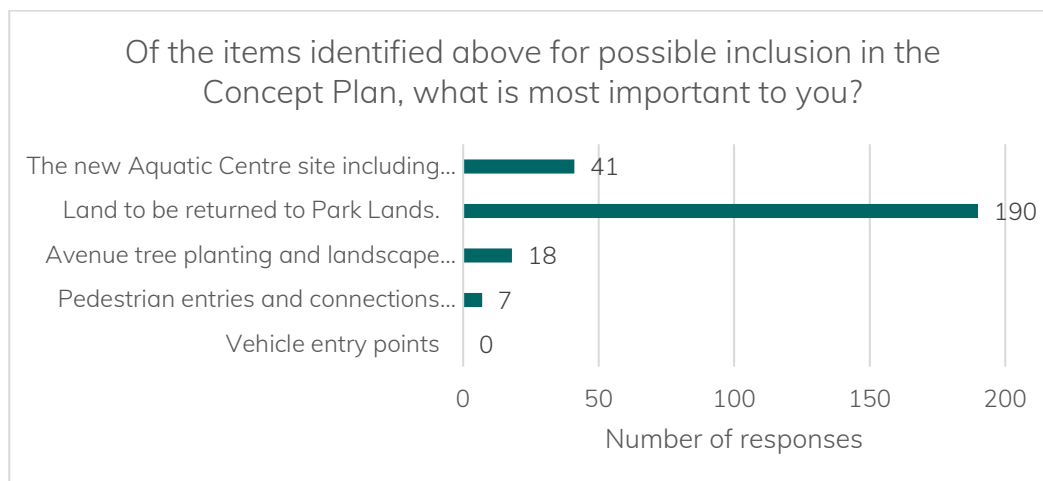 Of the items identified above for possible inclusion in the
Concept Plan, what is most important to you?
The new Aquatic Centre site including... 41
Land to be returned to Park Lands. 190
Avenue tree planting and landscape... 18
Pedestrian entries and connections... 7
Vehicle entry points 0
0 50 100 150 200
Number of responses